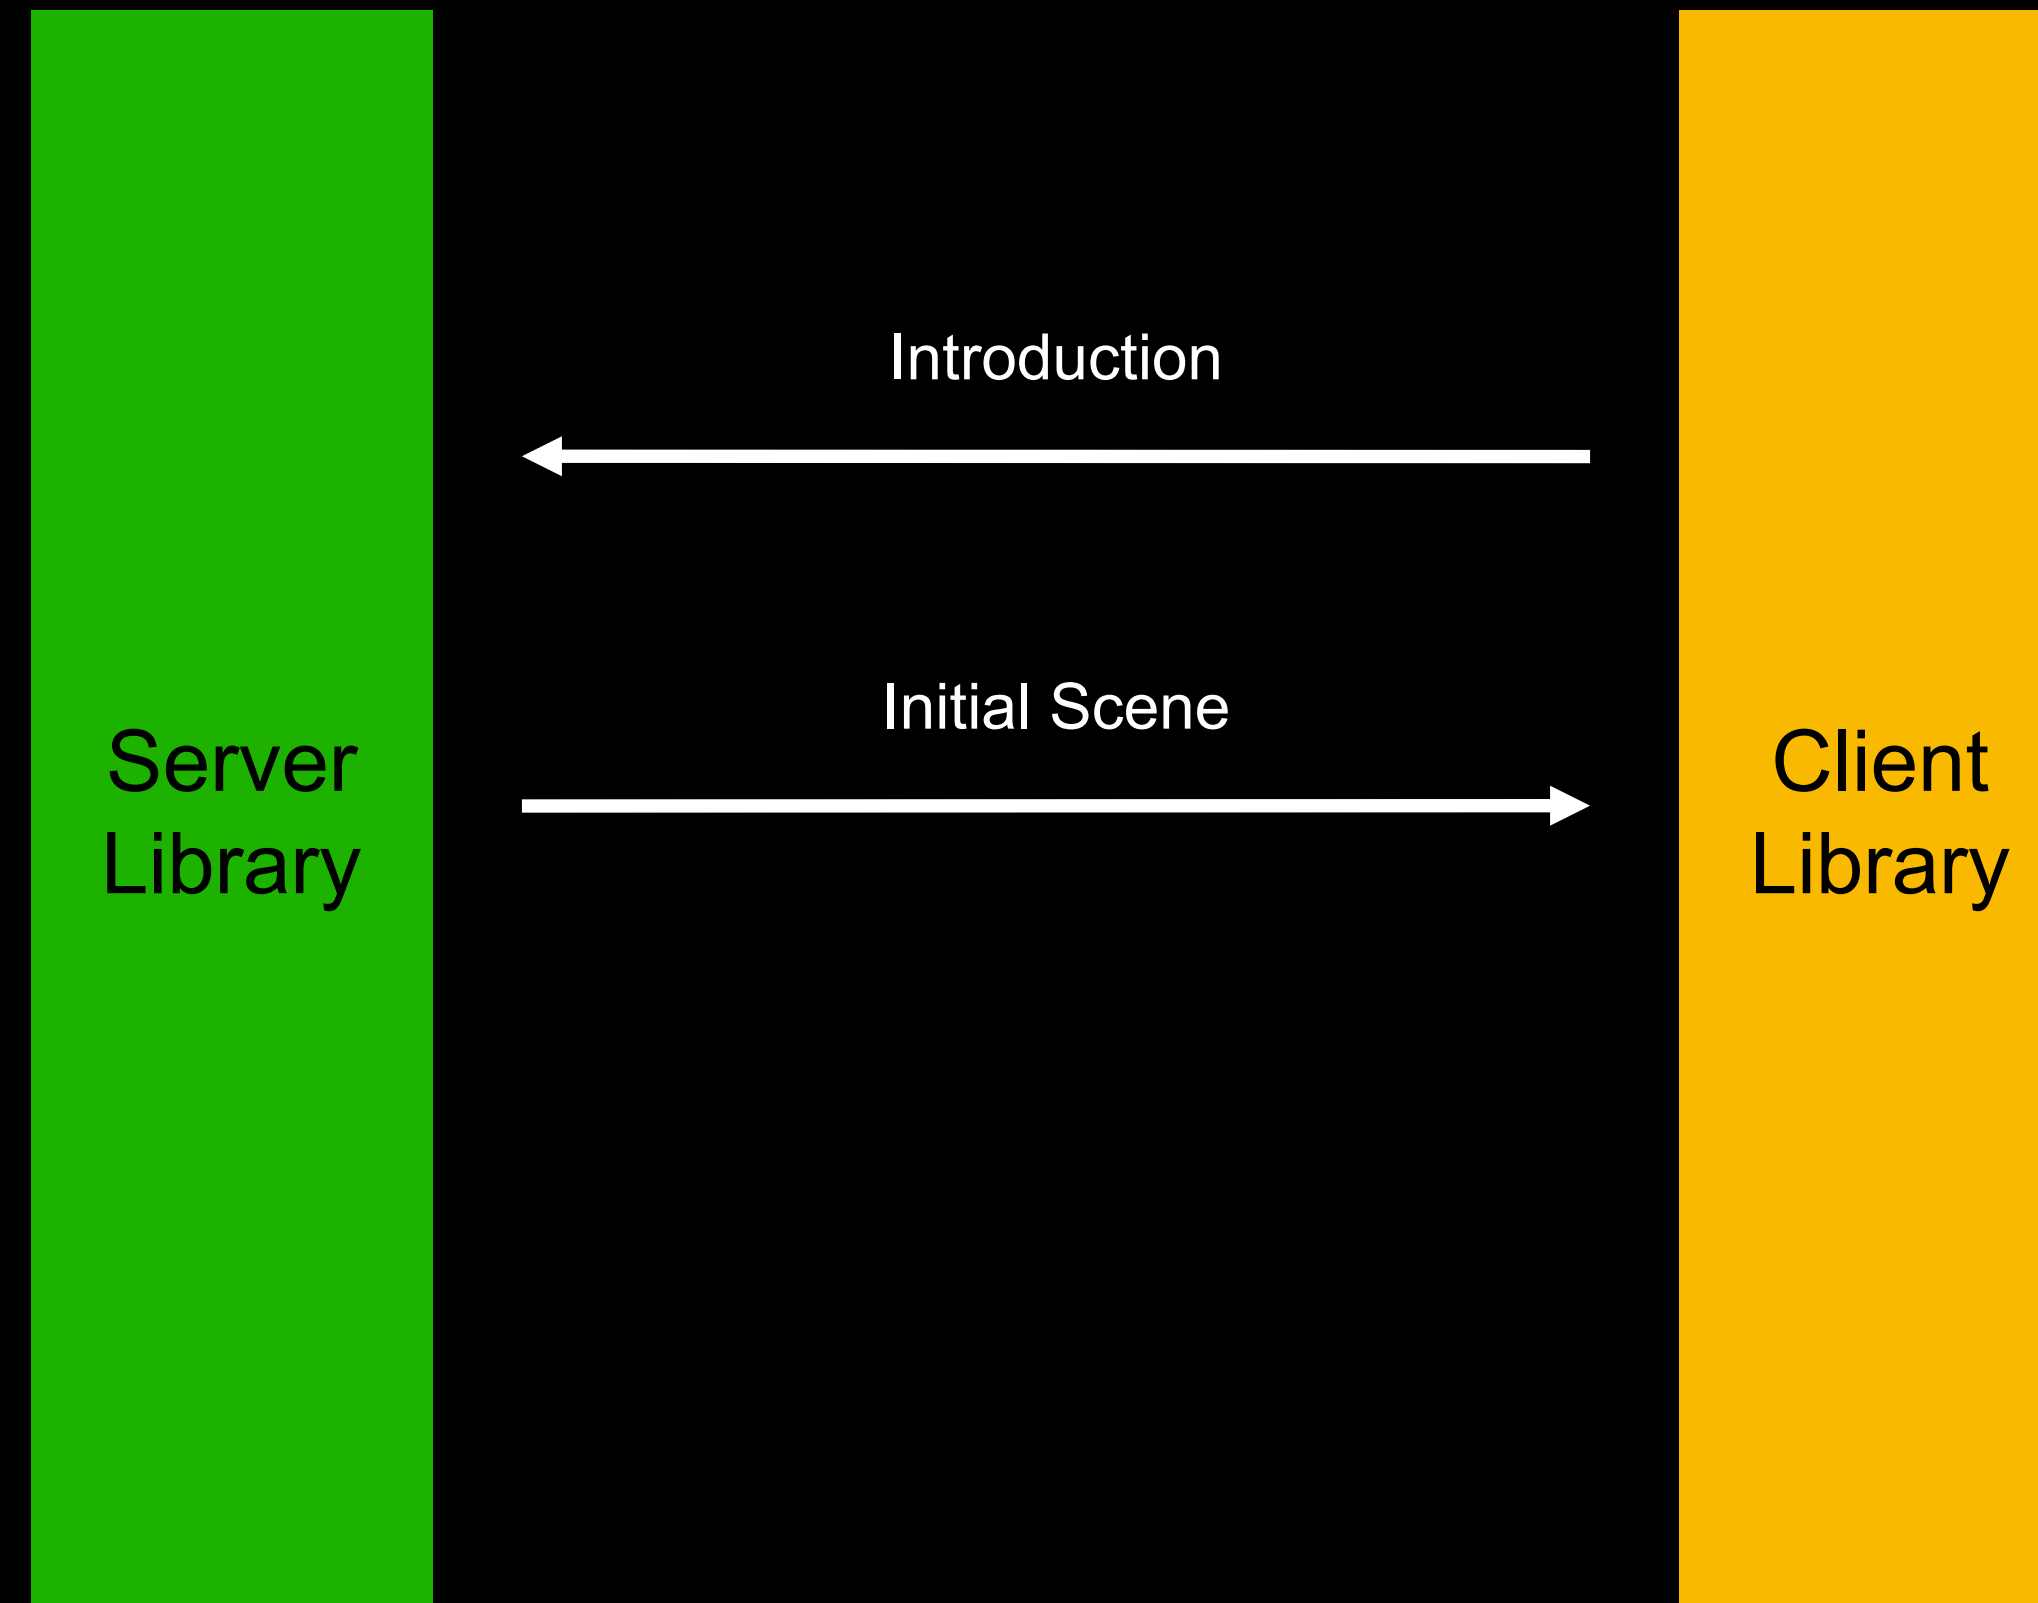 Introduction
Initial Scene
Server
Library
Client
Library